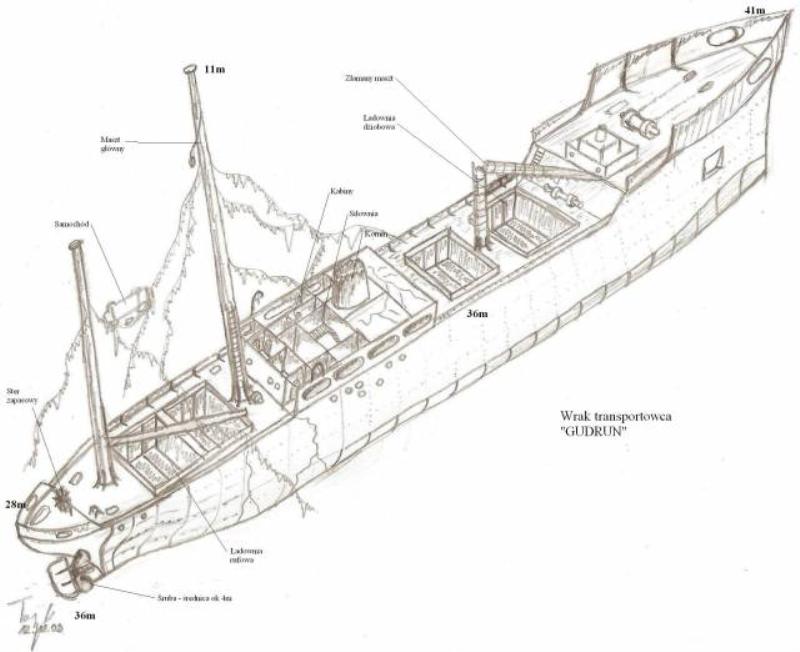 41m
11m
Złamany maszt
Ładownia
dziobowa
Maszt
główny
Kabiny
Siłownia
Komin
Samochód
36m
Ster
zapasowy
Wrak transportowca
"GUDRUN"
28m
Ładownia
rufowa
Śruba - średnica ok 4m
36m